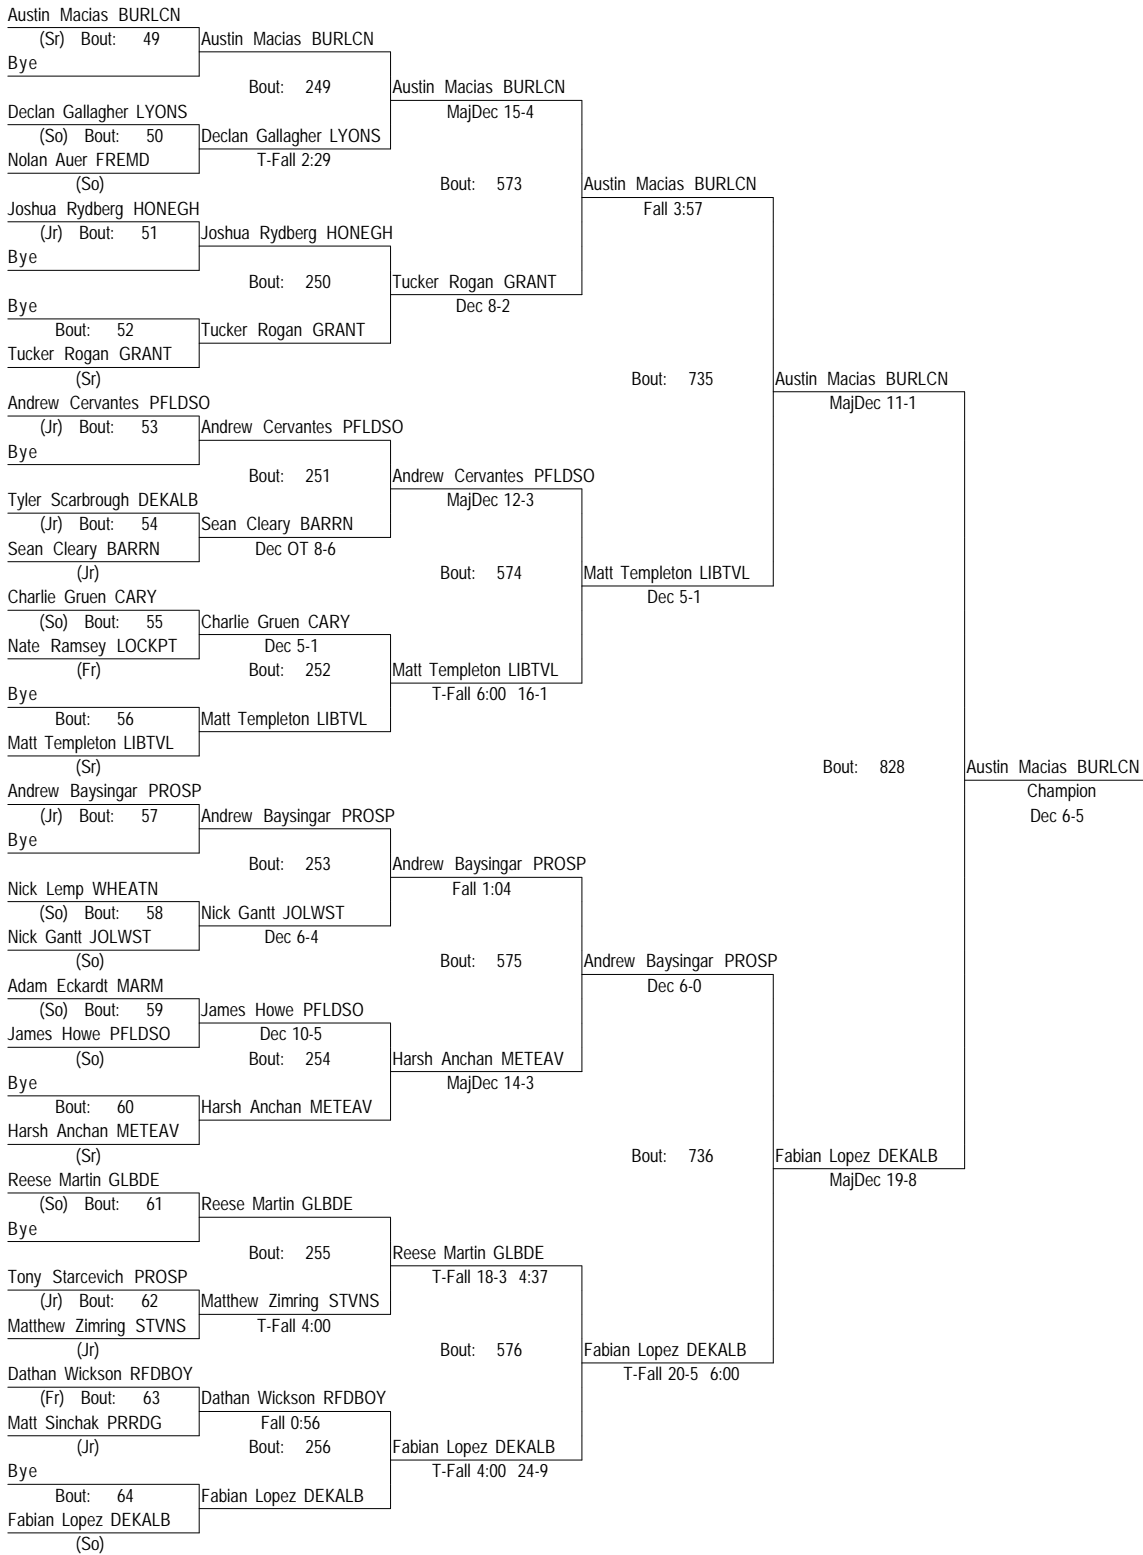 Austin Macias BURLCN
(Sr) Bout: 49 Austin Macias BURLCN
Bye
Bout: 249 Austin Macias BURLCN
Declan Gallagher LYONS MajDec 15-4
(So) Bout: 50 Declan Gallagher LYONS
Nolan Auer FREMD T-Fall 2:29
(So) Bout: 573 Austin Macias BURLCN
Joshua Rydberg HONEGH Fall 3:57
(Jr) Bout: 51 Joshua Rydberg HONEGH
Bye
Bout: 250 Tucker Rogan GRANT
Bye Dec 8-2
Bout: 52 Tucker Rogan GRANT
Tucker Rogan GRANT
(Sr) Bout: 735 Austin Macias BURLCN
Andrew Cervantes PFLDSO MajDec 11-1
(Jr) Bout: 53 Andrew Cervantes PFLDSO
Bye
Bout: 251 Andrew Cervantes PFLDSO
Tyler Scarbrough DEKALB MajDec 12-3
(Jr) Bout: 54 Sean Cleary BARRN
Sean Cleary BARRN Dec OT 8-6
(Jr) Bout: 574 Matt Templeton LIBTVL
Charlie Gruen CARY Dec 5-1
(So) Bout: 55 Charlie Gruen CARY
Nate Ramsey LOCKPT Dec 5-1
(Fr) Bout: 252 Matt Templeton LIBTVL
Bye T-Fall 6:00 16-1
Bout: 56 Matt Templeton LIBTVL
Matt Templeton LIBTVL
(Sr) Bout: 828 Austin Macias BURLCN
Andrew Baysingar PROSP Champion
(Jr) Bout: 57 Andrew Baysingar PROSP Dec 6-5
Bye
Bout: 253 Andrew Baysingar PROSP
Nick Lemp WHEATN Fall 1:04
(So) Bout: 58 Nick Gantt JOLWST
Nick Gantt JOLWST Dec 6-4
(So) Bout: 575 Andrew Baysingar PROSP
Adam Eckardt MARM Dec 6-0
(So) Bout: 59 James Howe PFLDSO
James Howe PFLDSO Dec 10-5
(So) Bout: 254 Harsh Anchan METEAV
Bye MajDec 14-3
Bout: 60 Harsh Anchan METEAV
Harsh Anchan METEAV
(Sr) Bout: 736 Fabian Lopez DEKALB
Reese Martin GLBDE MajDec 19-8
(So) Bout: 61 Reese Martin GLBDE
Bye
Bout: 255 Reese Martin GLBDE
Tony Starcevich PROSP T-Fall 18-3 4:37
(Jr) Bout: 62 Matthew Zimring STVNS
Matthew Zimring STVNS T-Fall 4:00
(Jr) Bout: 576 Fabian Lopez DEKALB
Dathan Wickson RFDBOY T-Fall 20-5 6:00
(Fr) Bout: 63 Dathan Wickson RFDBOY
Matt Sinchak PRRDG Fall 0:56
(Jr) Bout: 256 Fabian Lopez DEKALB
Bye T-Fall 4:00 24-9
Bout: 64 Fabian Lopez DEKALB
Fabian Lopez DEKALB
(So)